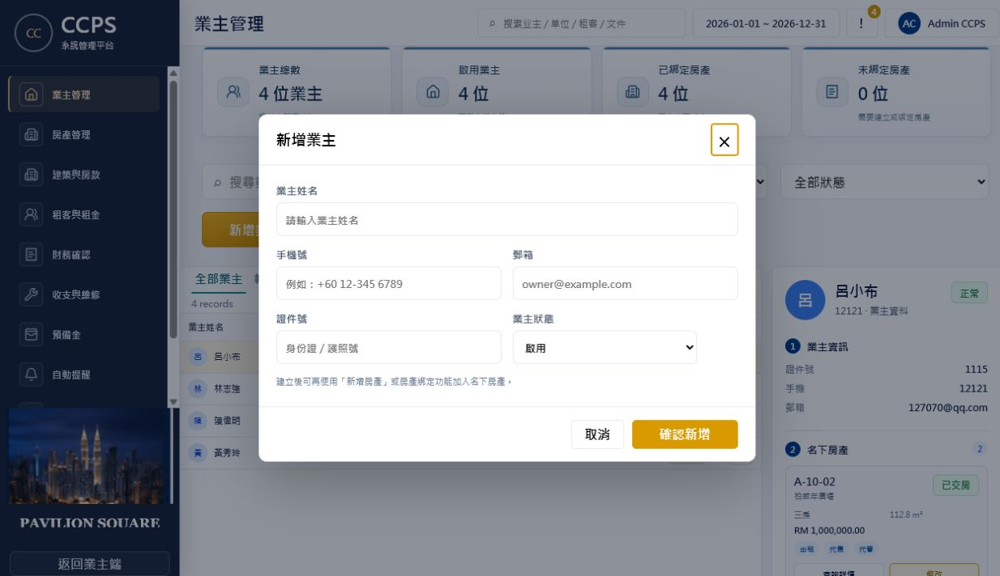 CC
CCPS
系統管理平台
業主管理
房產管理
建築與房款
租客與租金
財務確認
收支與維修
預備金
自動提醒
PAVILION SQUARE
返回業主端
業主管理
搜素业主 / 单位 / 租客 / 文件
2026-01-01 ~ 2026-12-31
!
4
AC
Admin CCPS
業主總數
4 位業主
啟用業主
4 位
已綁定房產
4 位
未綁定房產
0 位
需要建立或綁定房產
搜尋
全部狀態
新增
全部業主
4 records
業主姓名
呂 呂小布
林 林志強
陳 陳偉明
黃 黃秀玲
新增業主
×
業主姓名
請輸入業主姓名
手機號
例如：+60 12-345 6789
郵箱
owner@example.com
證件號
身份證 / 護照號
業主狀態
啟用
建立後可再使用「新增房產」或房產綁定功能加入名下房產。
取消
確認新增
呂
呂小布
12121 · 業主資料
正常
1 業主資訊
證件號 1115
手機 12121
郵箱 127070@qq.com
2 名下房產 2
A-10-02
已交房
柏威年廣場
三房 112.8 m²
RM 1,000,000.00
出租 代售 代管
查詢詳情
修改